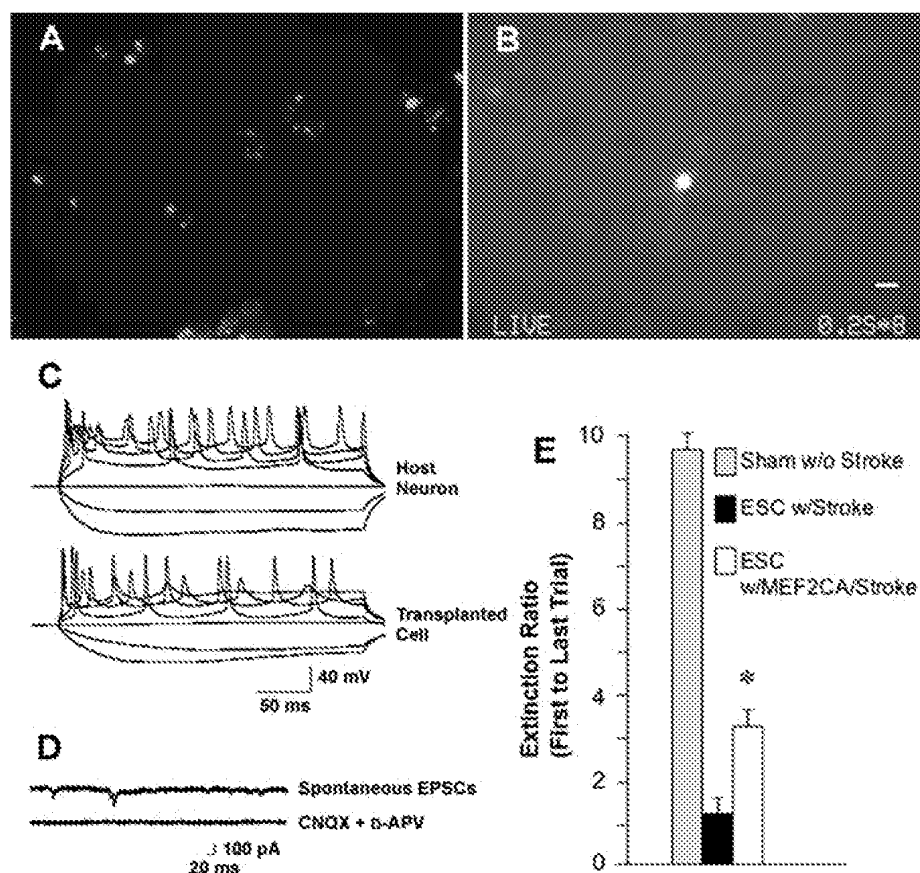 A
B
LIVE
C
Host
Neuron
Transplanted
Cell
40 mV
50 ms
D
Spontaneous EPSCs
CNQX + D-APV
100 pA
20 ms
E
Extinction Ratio
(First to Last Trial)
10
8
6
4
2
0
Sham w/o Stroke
ESC w/Stroke
ESC
w/MEF2CA/Stroke
*